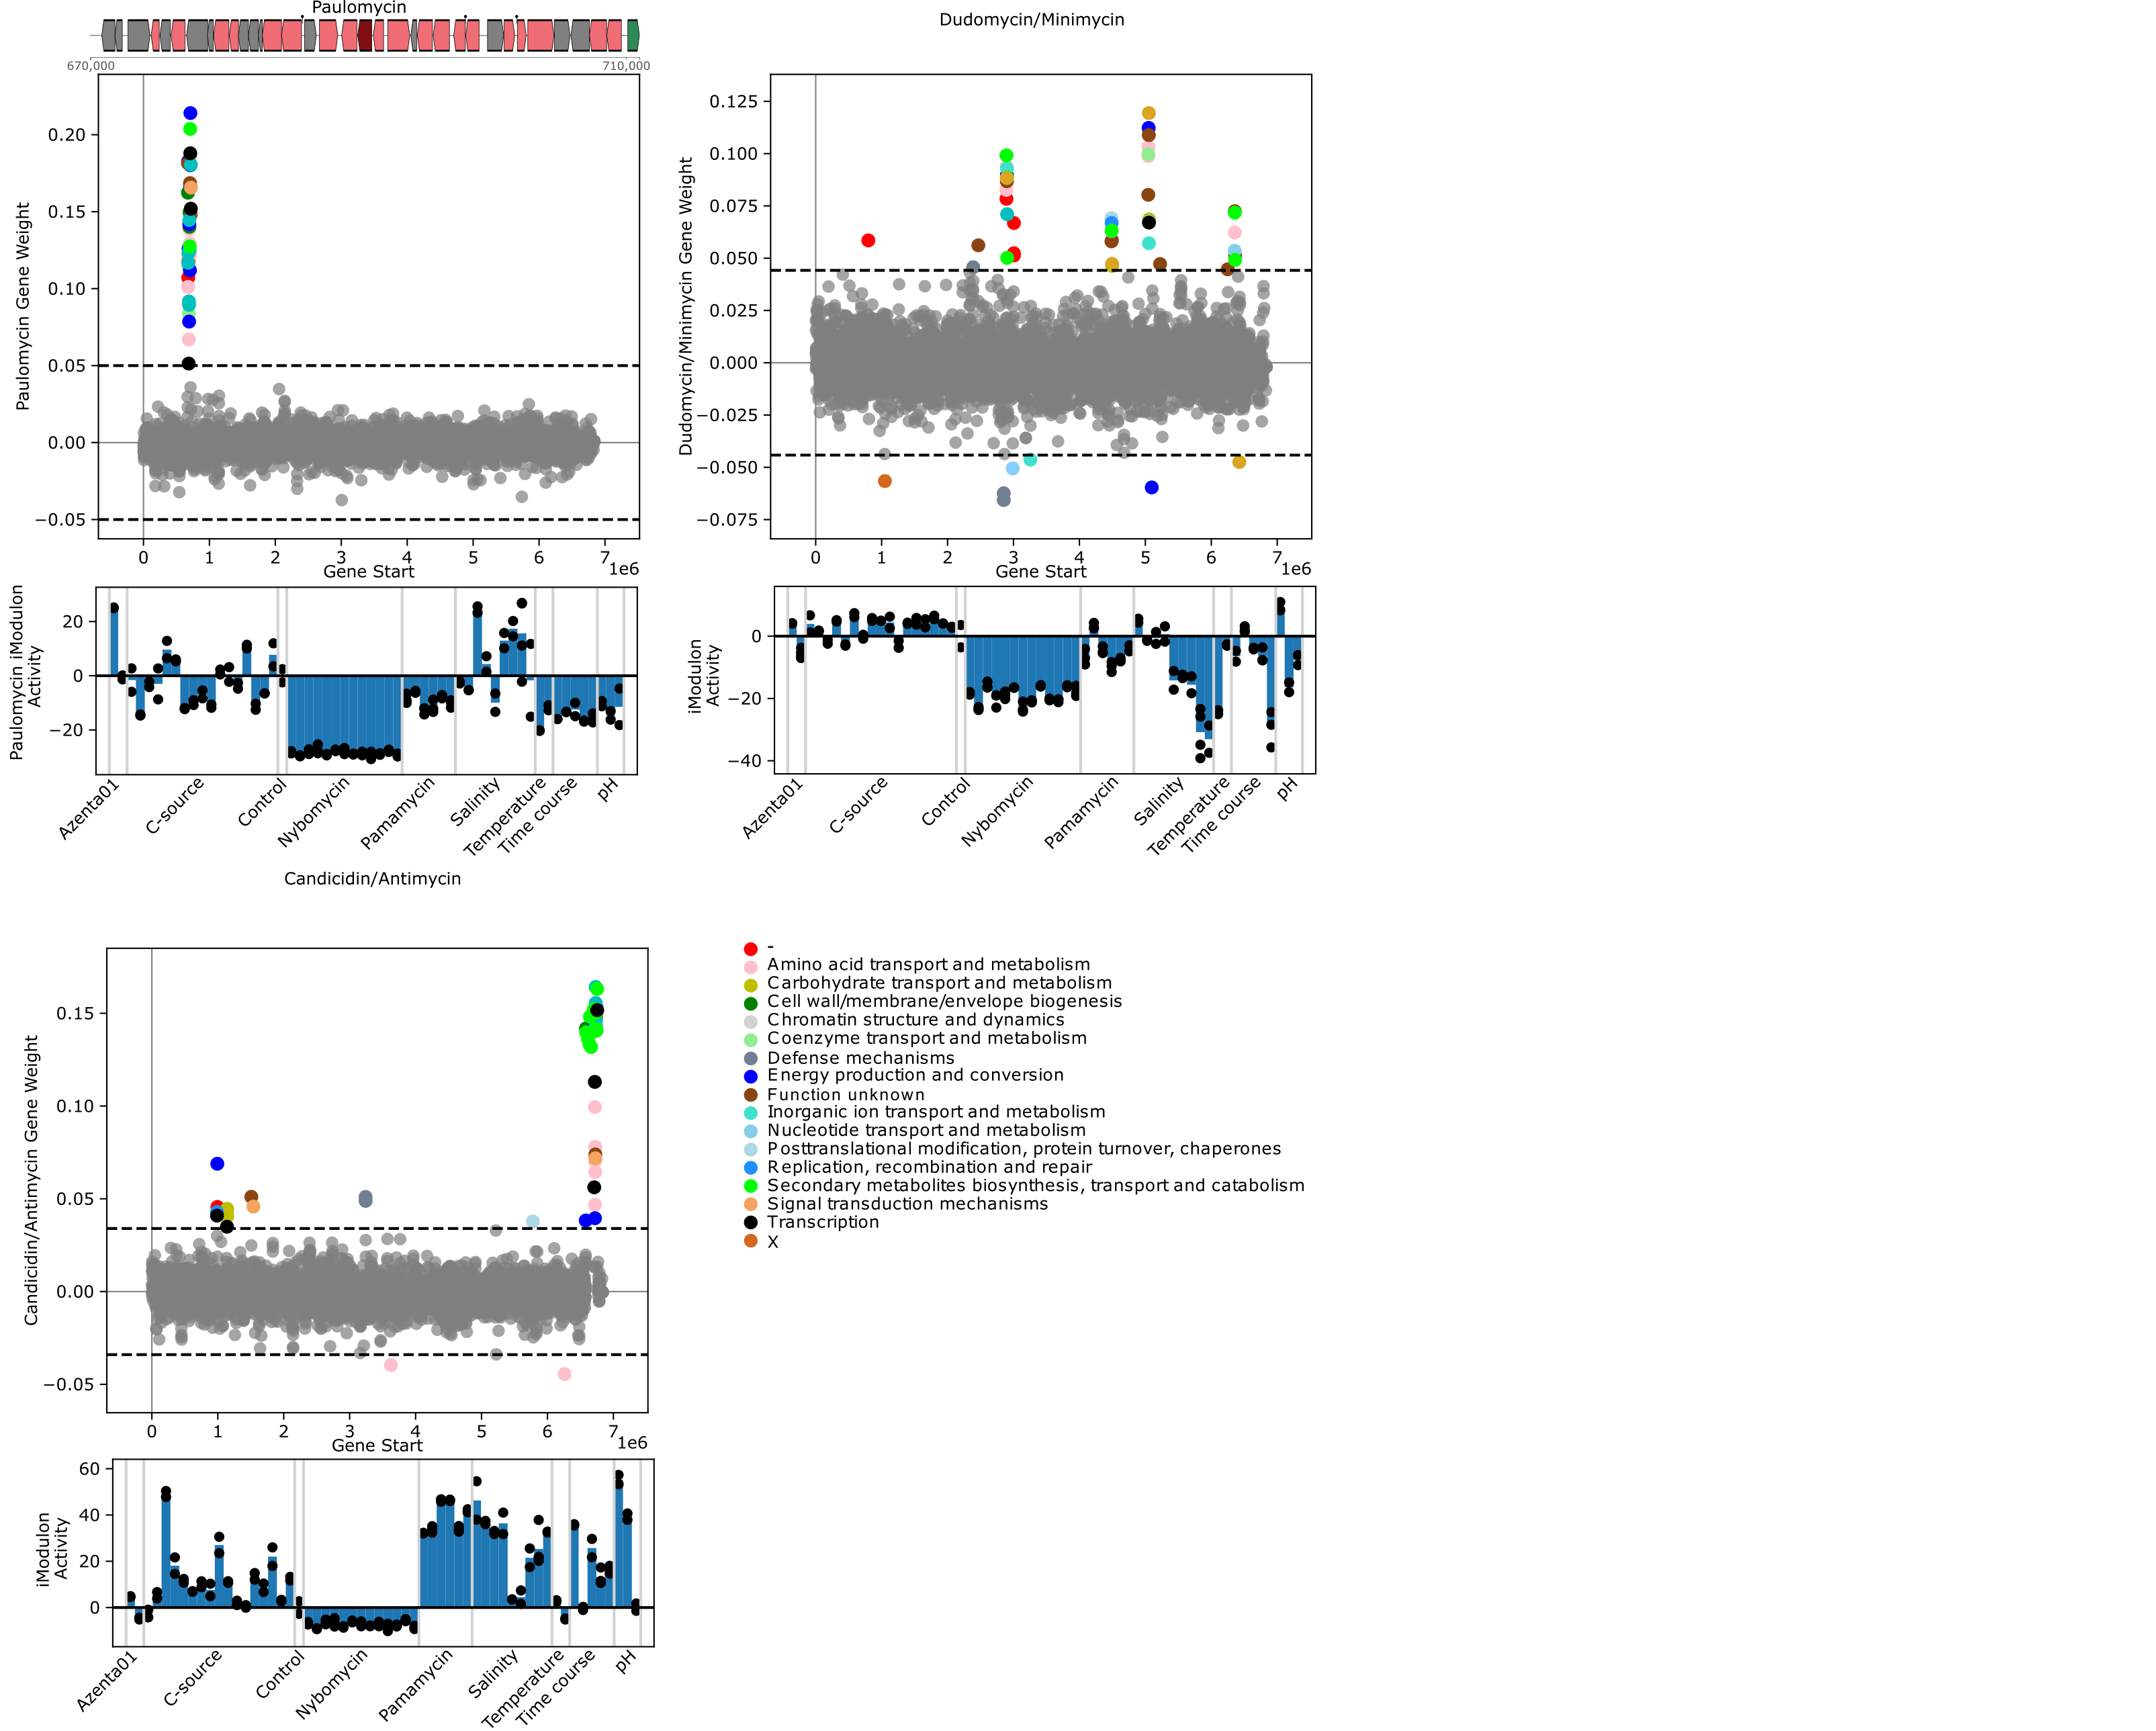 Paulomycin
670,000 710,000
Paulomycin Gene Weight
0.20
0.15
0.10
0.05
0.00
−0.05
0 1 2 3 4 5 6 7
Gene Start 1e6
Paulomycin iModulon
Activity
20
0
−20
Azenta01 C-source Control Nybomycin Pamamycin Salinity Temperature Time course pH
Dudomycin/Minimycin
Dudomycin/Minimycin Gene Weight
0.125
0.100
0.075
0.050
0.025
0.000
−0.025
−0.050
−0.075
0 1 2 3 4 5 6 7
Gene Start 1e6
iModulon
Activity
0
−20
−40
Azenta01 C-source Control Nybomycin Pamamycin Salinity Temperature Time course pH
Candicidin/Antimycin
Candicidin/Antimycin Gene Weight
0.15
0.10
0.05
0.00
−0.05
0 1 2 3 4 5 6 7
Gene Start 1e6
iModulon
Activity
60
40
20
0
Azenta01 C-source Control Nybomycin Pamamycin Salinity Temperature Time course pH
-
Amino acid transport and metabolism
Carbohydrate transport and metabolism
Cell wall/membrane/envelope biogenesis
Chromatin structure and dynamics
Coenzyme transport and metabolism
Defense mechanisms
Energy production and conversion
Function unknown
Inorganic ion transport and metabolism
Nucleotide transport and metabolism
Posttranslational modification, protein turnover, chaperones
Replication, recombination and repair
Secondary metabolites biosynthesis, transport and catabolism
Signal transduction mechanisms
Transcription
X